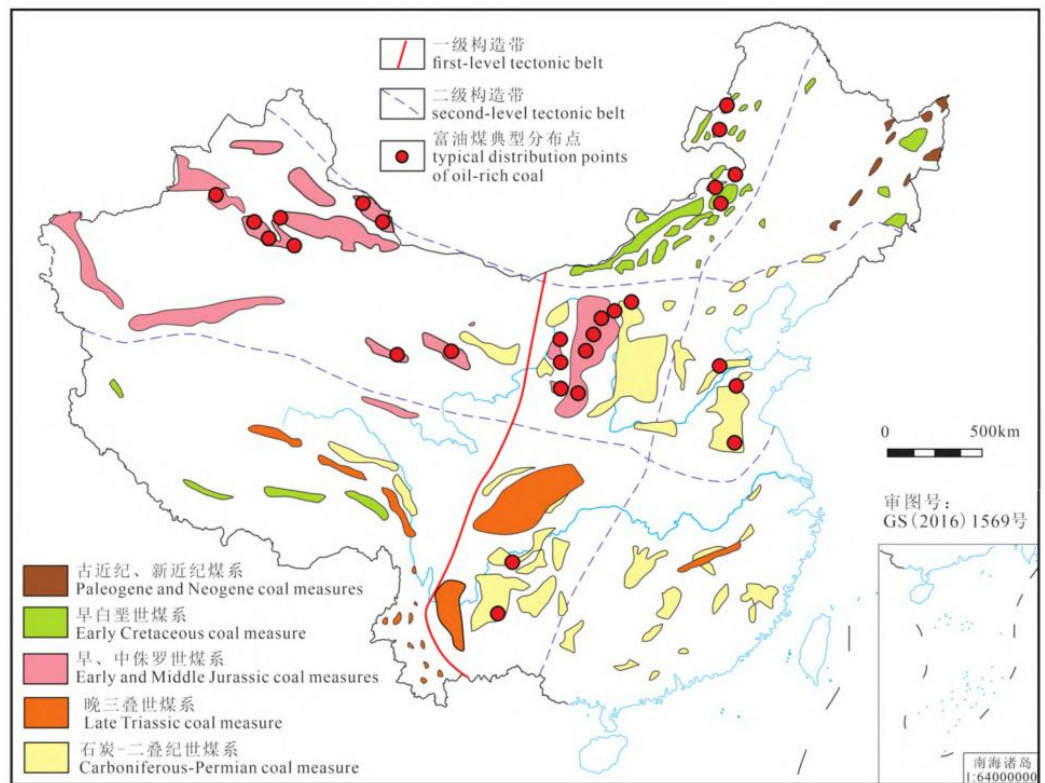 一级构造带
first-level tectonic belt
二级构造带
second-level tectonic belt
富油煤典型分布点
typical distribution points
of oil-rich coal
0 500km
审图号：
GS(2016)1569号
古近纪、新近纪煤系
Paleogene and Neogene coal measures
早白垩世煤系
Early Cretaceous coal measure
早、中侏罗世煤系
Early and Middle Jurassic coal measures
晚三叠世煤系
Late Triassic coal measure
石炭-二叠纪世煤系
Carboniferous-Permian coal measure
南海诸岛
1:64000000